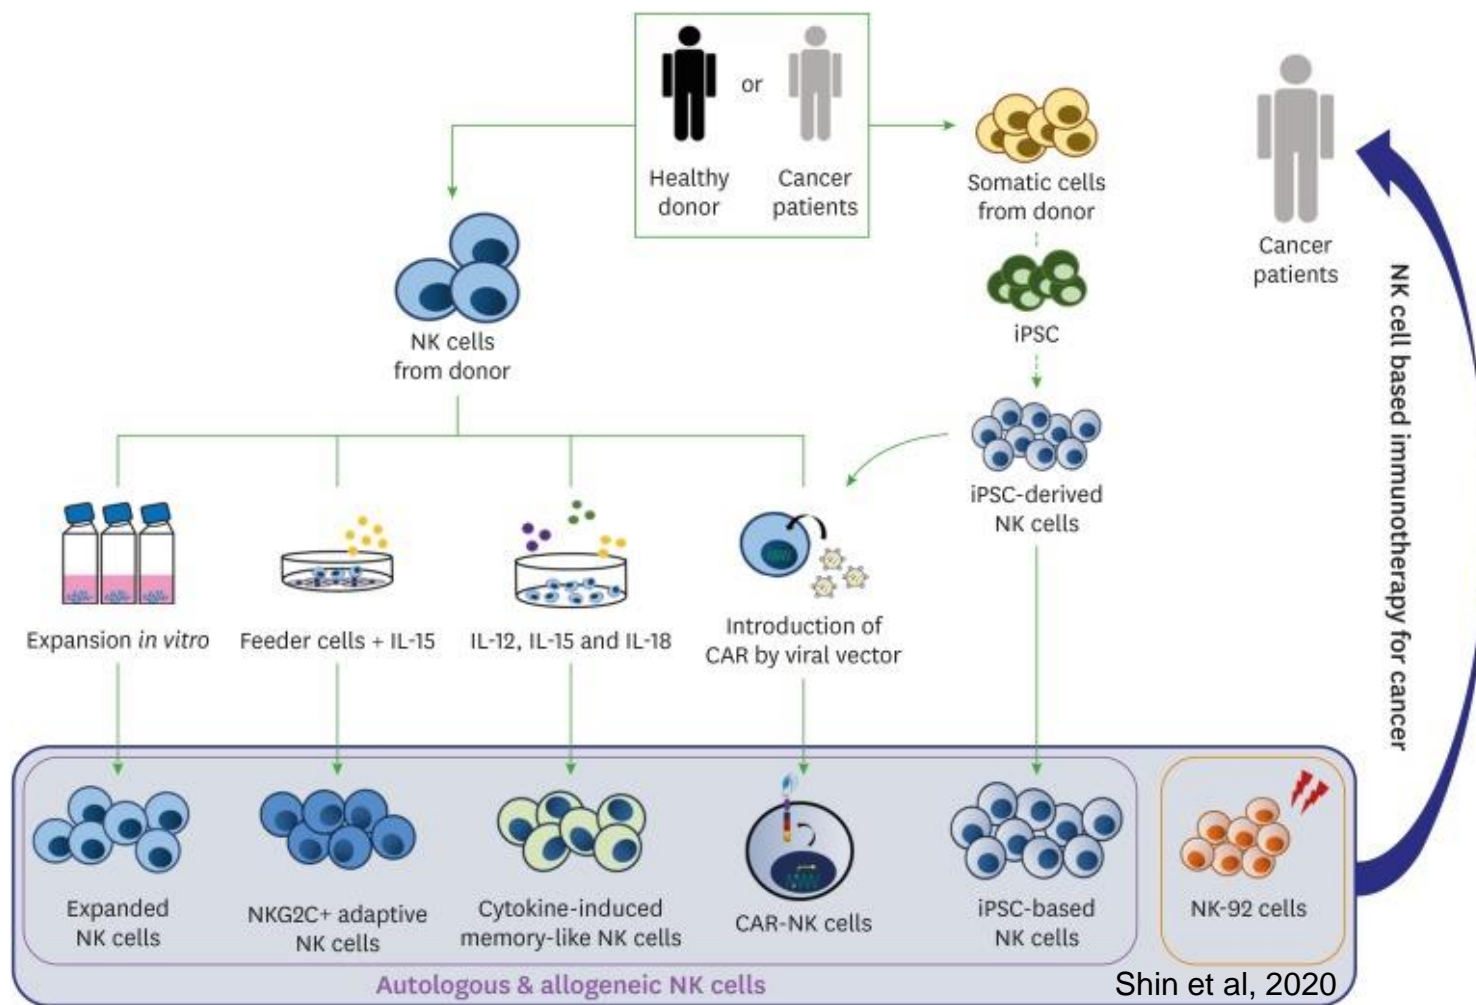 or
Healthy
donor
Cancer
patients
Somatic cells
from donor
Cancer
patients
NK cells
from donor
iPSC
iPSC-derived
NK cells
NK cell based immunotherapy for cancer
Expansion in vitro
Feeder cells + IL-15
IL-12, IL-15 and IL-18
Introduction of
CAR by viral vector
Expanded
NK cells
NKG2C+ adaptive
NK cells
Cytokine-induced
memory-like NK cells
CAR-NK cells
iPSC-based
NK cells
NK-92 cells
Autologous & allogeneic NK cells
Shin et al, 2020